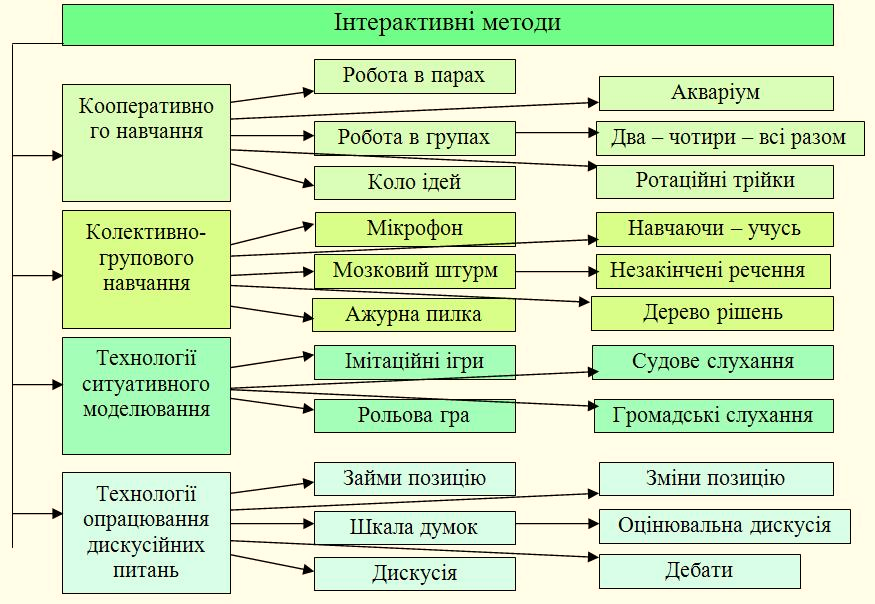 Інтерактивні методи
Кооперативно
го навчання
Робота в парах
Акваріум
Робота в групах
Два – чотири – всі разом
Коло ідей
Ротаційні трійки
Колективно-
групового
навчання
Мікрофон
Навчаючи – учусь
Мозковий штурм
Незакінчені речення
Ажурна пилка
Дерево рішень
Технології
ситуативного
моделювання
Імітаційні ігри
Судове слухання
Рольова гра
Громадські слухання
Технології
опрацювання
дискусійних
питань
Займи позицію
Зміни позицію
Шкала думок
Оцінювальна дискусія
Дискусія
Дебати